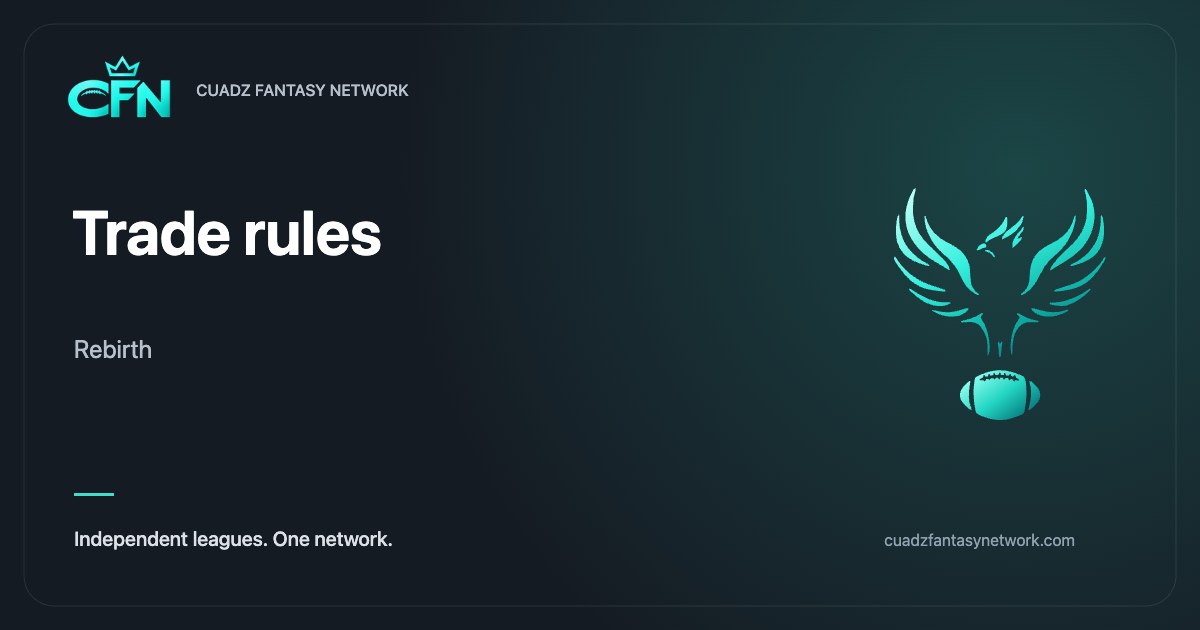 CFN
CUADZ FANTASY NETWORK
Trade rules
Rebirth
Independent leagues. One network.
cuadzfantasynetwork.com